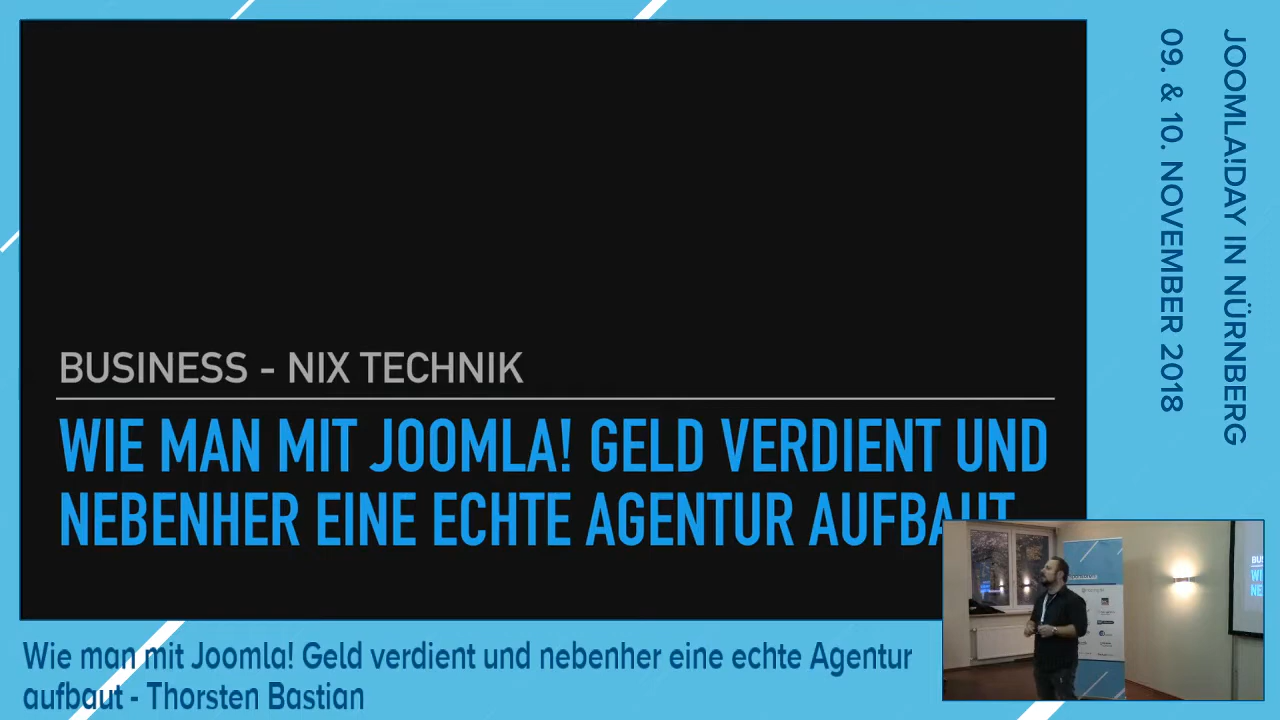 BUSINESS - NIX TECHNIK
WIE MAN MIT JOOMLA! GELD VERDIENT UND
NEBENHER EINE ECHTE AGENTUR AUFBAUT
Wie man mit Joomla! Geld verdient und nebenher eine echte Agentur
aufbaut - Thorsten Bastian
JOOMLA!DAY IN NÜRNBERG
09. & 10. NOVEMBER 2018